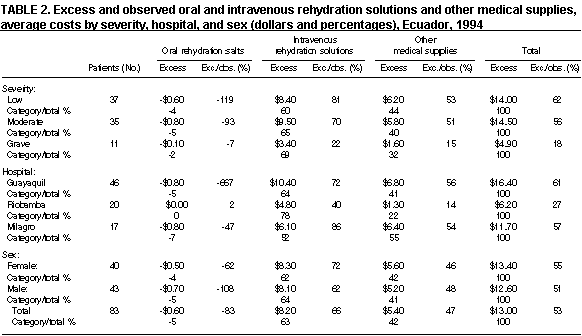 TABLE 2. Excess and observed oral and intravenous rehydration solutions and other medical supplies,
average costs by severity, hospital, and sex (dollars and percentages), Ecuador, 1994
Intravenous Other
Oral rehydration salts rehydration solutions medical supplies Total
Patients (No.) Excess Exc./obs. (%) Excess Exc./obs. (%) Excess Exc./obs. (%) Excess Exc./obs. (%)
Severity:
Low 37 -$0.60 -119 $8.40 81 $6.20 53 $14.00 62
Category/total % -4 60 44 100
Moderate 35 -$0.80 -93 $9.50 70 $5.80 51 $14.50 56
Category/total % -5 65 40 100
Grave 11 -$0.10 -7 $3.40 22 $1.60 15 $4.90 18
Category/total % -2 69 32 100
Hospital:
Guayaquil 46 -$0.80 -667 $10.40 72 $6.80 56 $16.40 61
Category/total % -5 64 41 100
Riobamba 20 $0.00 2 $4.80 40 $1.30 14 $6.20 27
Category/total % 0 78 22 100
Milagro 17 -$0.80 -47 $6.10 86 $6.40 54 $11.70 57
Category/total % -7 52 55 100
Sex:
Female: 40 -$0.50 -62 $8.30 72 $5.60 46 $13.40 55
Category/total % -4 62 42 100
Male: 43 -$0.70 -108 $8.10 62 $5.20 48 $12.60 51
Category/total % -5 64 41 100
Total 83 -$0.60 -83 $8.20 66 $5.40 47 $13.00 53
Category/total % -5 63 42 100